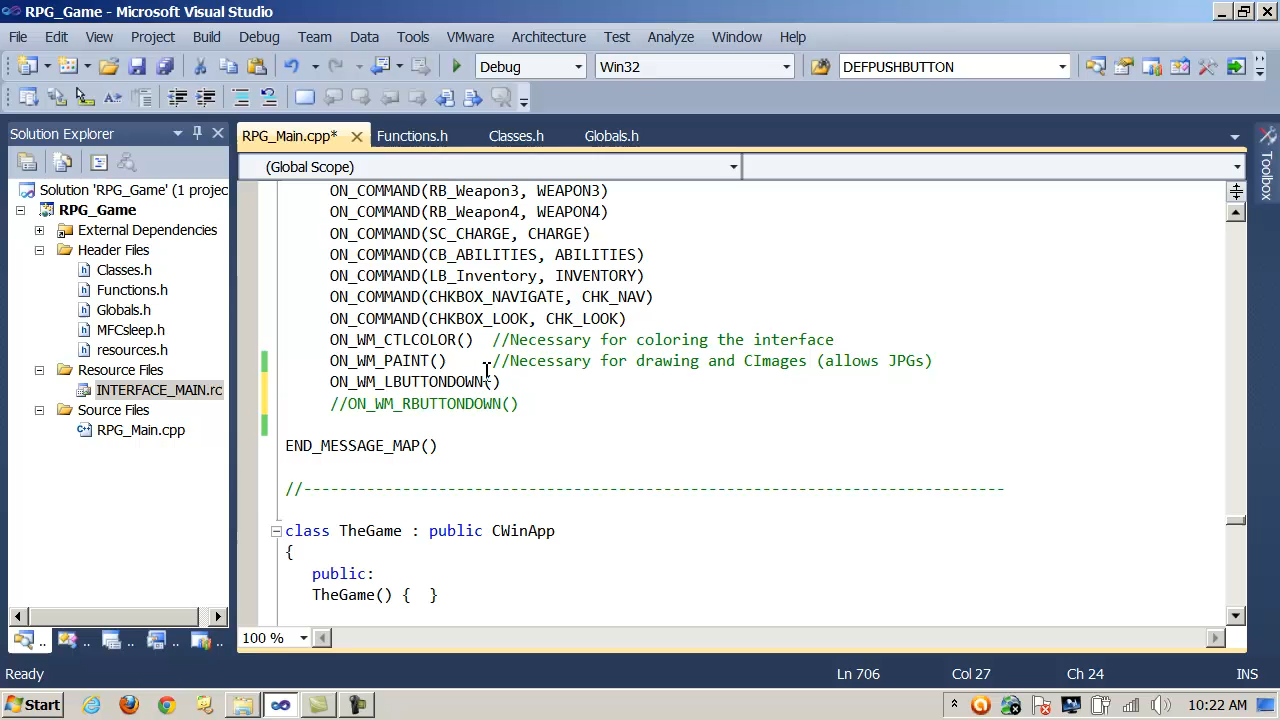 RPG_Game - Microsoft Visual Studio
File Edit View Project Build Debug Team Data Tools VMware Architecture Test Analyze Window Help
Debug Win32 DEFPUSHBUTTON
Solution Explorer
RPG_Main.cpp* Functions.h Classes.h Globals.h
(Global Scope)
Toolbox
Solution 'RPG_Game' (1 projec
RPG_Game
External Dependencies
Header Files
Classes.h
Functions.h
Globals.h
MFCsleep.h
resources.h
Resource Files
INTERFACE_MAIN.rc
Source Files
RPG_Main.cpp
ON_COMMAND(RB_Weapon3, WEAPON3)
ON_COMMAND(RB_Weapon4, WEAPON4)
ON_COMMAND(SC_CHARGE, CHARGE)
ON_COMMAND(CB_ABILITIES, ABILITIES)
ON_COMMAND(LB_Inventory, INVENTORY)
ON_COMMAND(CHKBOX_NAVIGATE, CHK_NAV)
ON_COMMAND(CHKBOX_LOOK, CHK_LOOK)
ON_WM_CTLCOLOR() //Necessary for coloring the interface
ON_WM_PAINT() //Necessary for drawing and CImages (allows JPGs)
ON_WM_LBUTTONDOWN()
//ON_WM_RBUTTONDOWN()
END_MESSAGE_MAP()
//------------------------------------------------------------------------------
class TheGame : public CWinApp
{
public:
TheGame() { }
100 %
Ready Ln 706 Col 27 Ch 24 INS
Start 10:22 AM